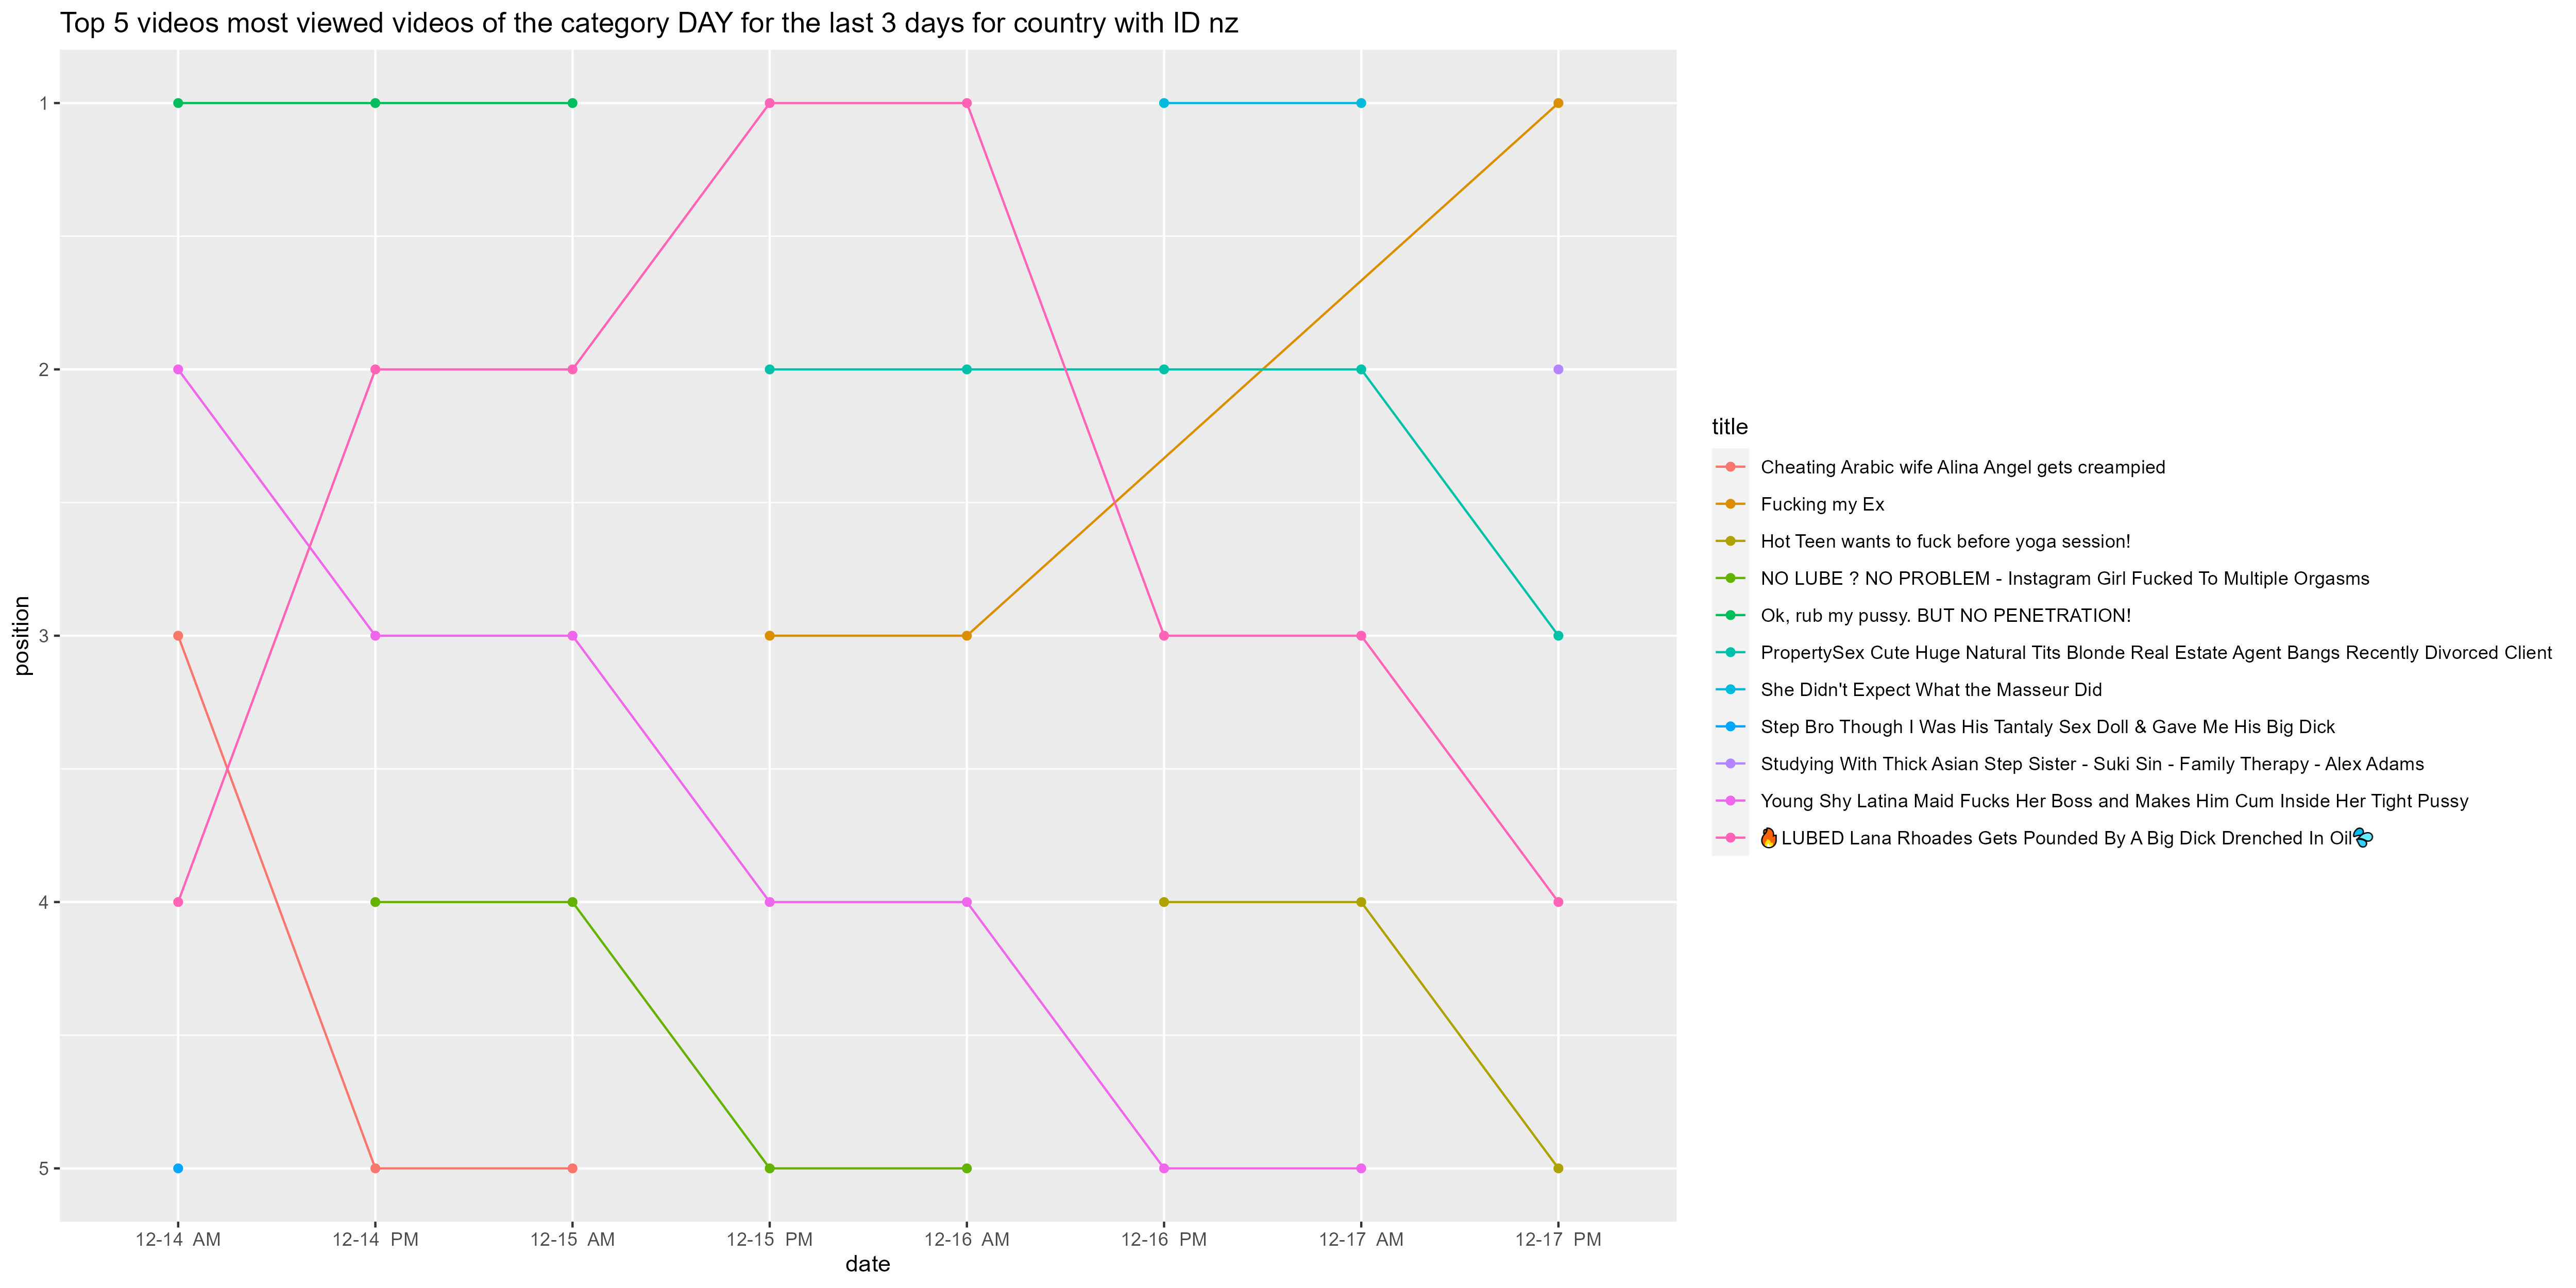 Top 5 videos most viewed videos of the category DAY for the last 3 days for country with ID nz
1
2
3
4
5
position
12-14 AM
12-14 PM
12-15 AM
12-15 PM
12-16 AM
12-16 PM
12-17 AM
12-17 PM
date
title
Cheating Arabic wife Alina Angel gets creampied
Fucking my Ex
Hot Teen wants to fuck before yoga session!
NO LUBE ? NO PROBLEM - Instagram Girl Fucked To Multiple Orgasms
Ok, rub my pussy. BUT NO PENETRATION!
PropertySex Cute Huge Natural Tits Blonde Real Estate Agent Bangs Recently Divorced Client
She Didn't Expect What the Masseur Did
Step Bro Though I Was His Tantaly Sex Doll & Gave Me His Big Dick
Studying With Thick Asian Step Sister - Suki Sin - Family Therapy - Alex Adams
Young Shy Latina Maid Fucks Her Boss and Makes Him Cum Inside Her Tight Pussy
🔥LUBED Lana Rhoades Gets Pounded By A Big Dick Drenched In Oil💦